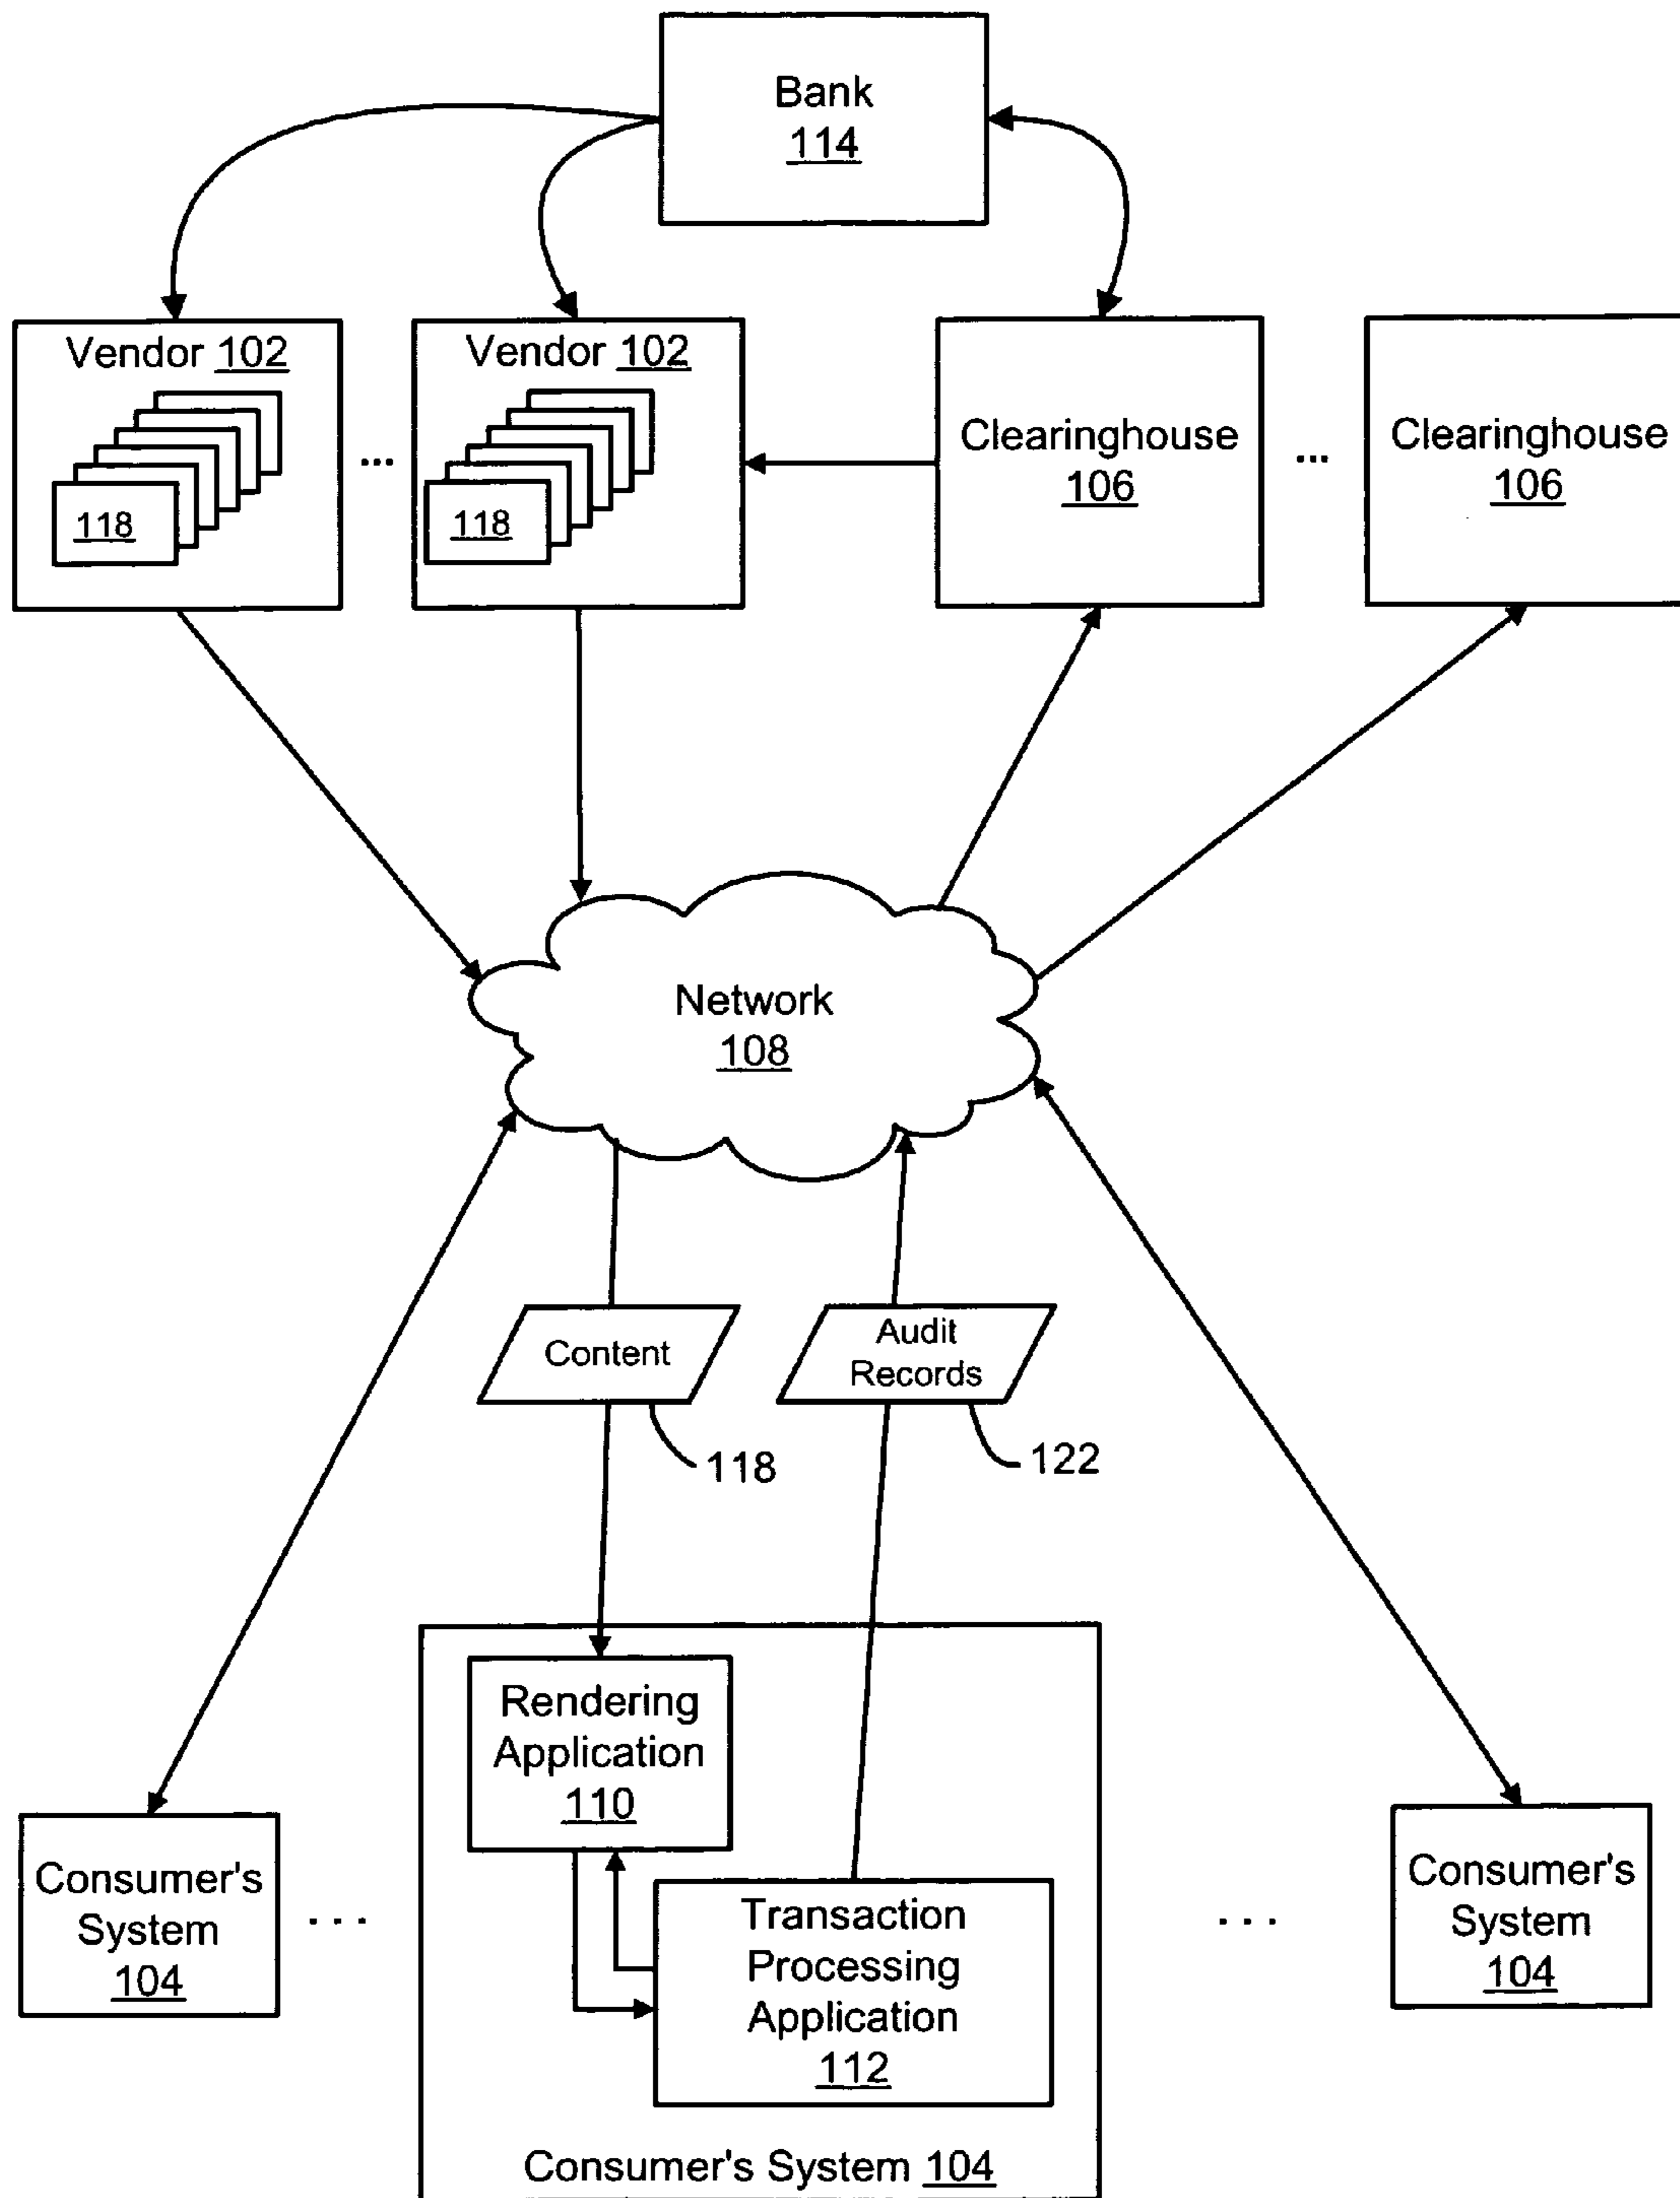 Bank
114
Vendor 102
118
...
Vendor 102
118
Clearinghouse
106
...
Clearinghouse
106
Network
108
Content
118
Audit
Records
122
Rendering
Application
110
Transaction
Processing
Application
112
Consumer's System 104
Consumer's
System
104
...
...
Consumer's
System
104